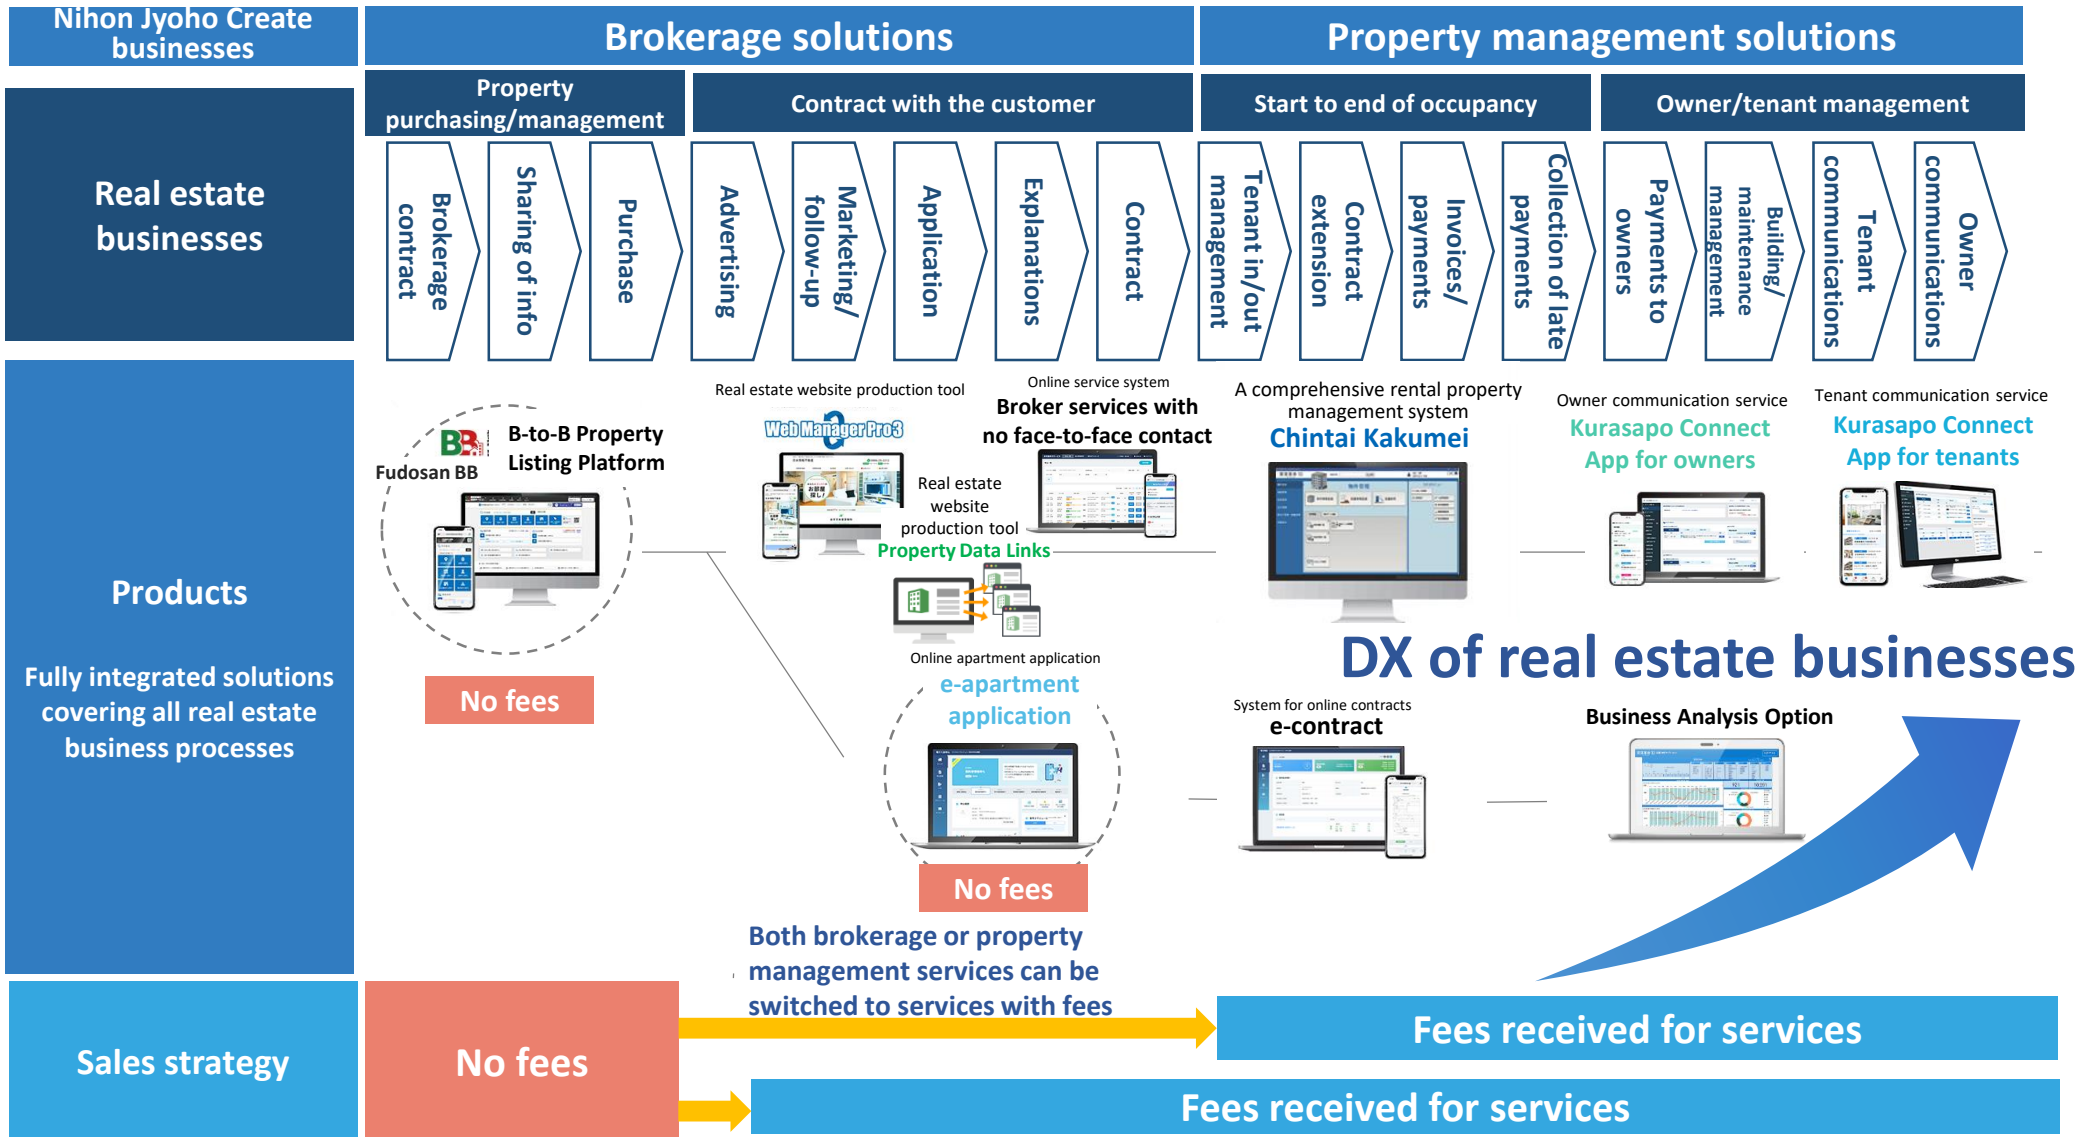 Nihon Jyoho Create
businesses
Brokerage solutions
Property management solutions
Real estate
businesses
Property
purchasing/management
Contract with the customer
Start to end of occupancy
Owner/tenant management
Brokerage
contract
Sharing of info
Purchase
Advertising
Marketing/
follow-up
Application
Explanations
Contract
Tenant in/out
management
Contract
extension
Invoices/
payments
Collection of late
payments
Payments to
owners
Building/
maintenance
management
Tenant
communications
Owner
communications
Products
Fully integrated solutions
covering all real estate
business processes
BB
Fudosan BB
B-to-B Property
Listing Platform
No fees
Real estate website production tool
Web Manager Pro3
お部屋
探し!
Real estate
website
production tool
Property Data Links
Online service system
Broker services with
no face-to-face contact
Online apartment application
e-apartment
application
No fees
A comprehensive rental property
management system
Chintai Kakumei
Owner communication service
Kurasapo Connect
App for owners
Tenant communication service
Kurasapo Connect
App for tenants
DX of real estate businesses
System for online contracts
e-contract
Business Analysis Option
Both brokerage or property
management services can be
switched to services with fees
Sales strategy
No fees
Fees received for services
Fees received for services